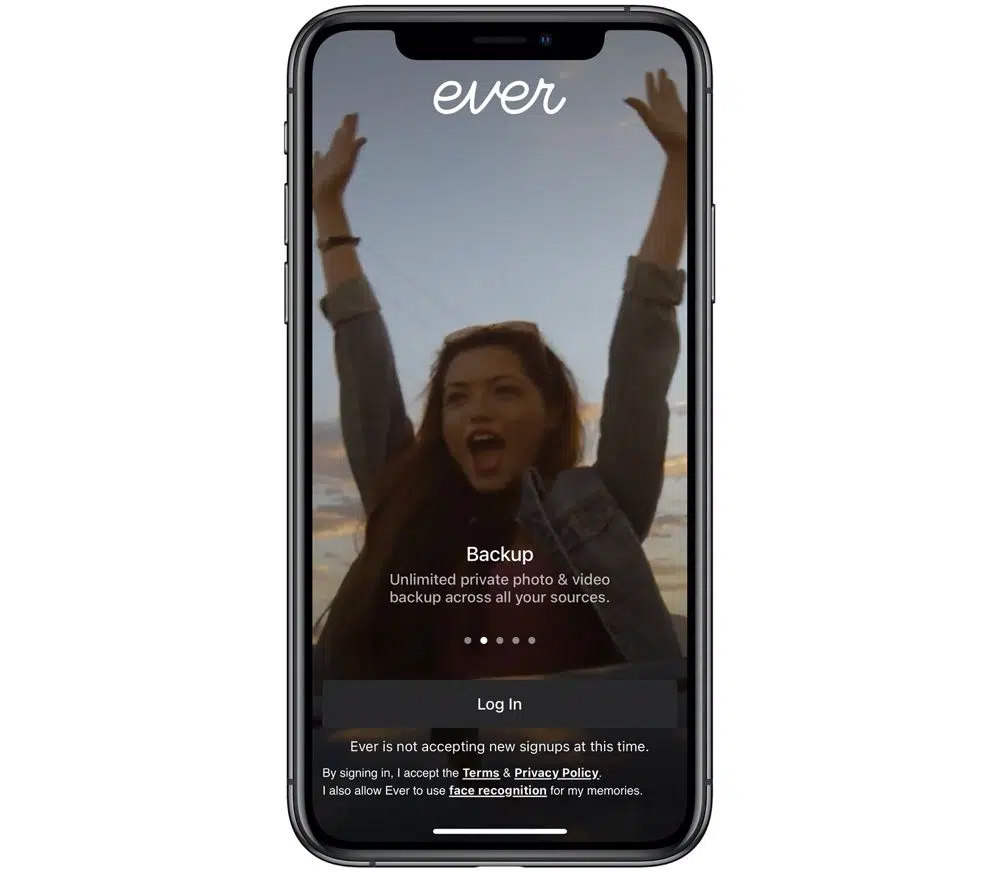 ever
Backup
Unlimited private photo & video
backup across all your sources.
Log In
Ever is not accepting new signups at this time.
By signing in, I accept the Terms & Privacy Policy.
I also allow Ever to use face recognition for my memories.